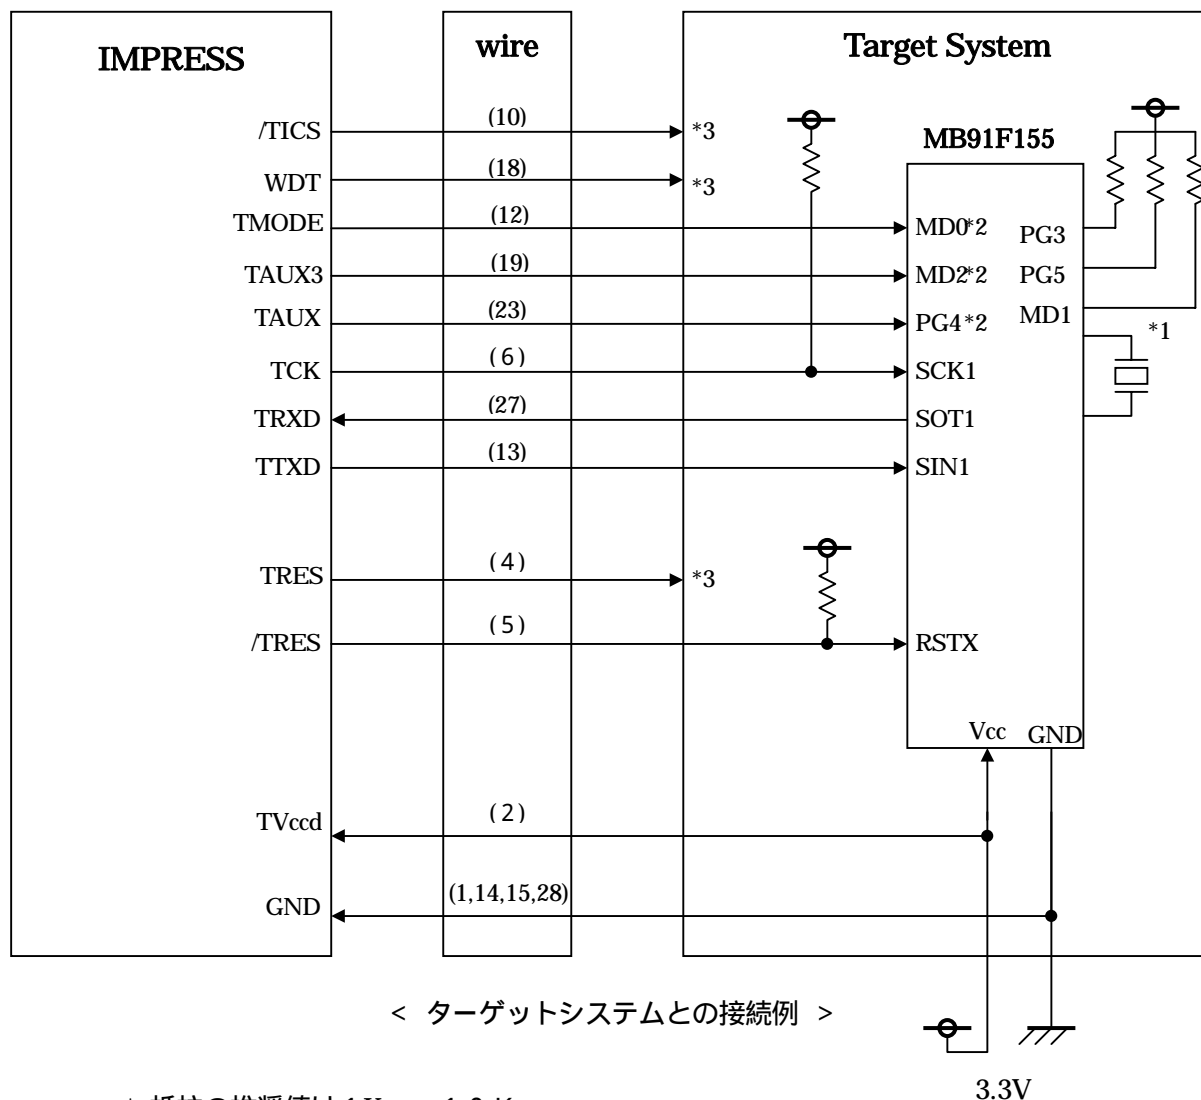 IMPRESS
wire
Target System
/TICS
(10)
*3
WDT
(18)
*3
MB91F155
TMODE
(12)
MD0*2
PG3
TAUX3
(19)
MD2*2
PG5
TAUX
(23)
PG4*2
MD1
*1
TCK
(6)
SCK1
TRXD
(27)
SOT1
TTXD
(13)
SIN1
TRES
(4)
*3
/TRES
(5)
RSTX
Vcc
GND
TVccd
(2)
GND
(1,14,15,28)
< ターゲットシステムとの接続例 >
3.3V